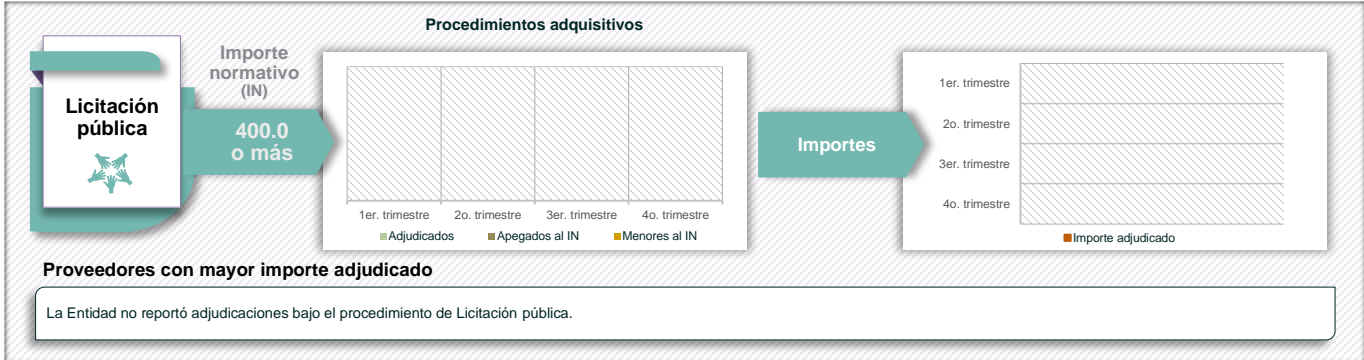 Procedimientos adquisitivos
Licitación
pública
Importe
normativo
(IN)
400.0
o más
1er. trimestre 2o. trimestre 3er. trimestre 4o. trimestre
Adjudicados Apegados al IN Menores al IN
Importes
1er. trimestre
2o. trimestre
3er. trimestre
4o. trimestre
Importe adjudicado
Proveedores con mayor importe adjudicado
La Entidad no reportó adjudicaciones bajo el procedimiento de Licitación pública.